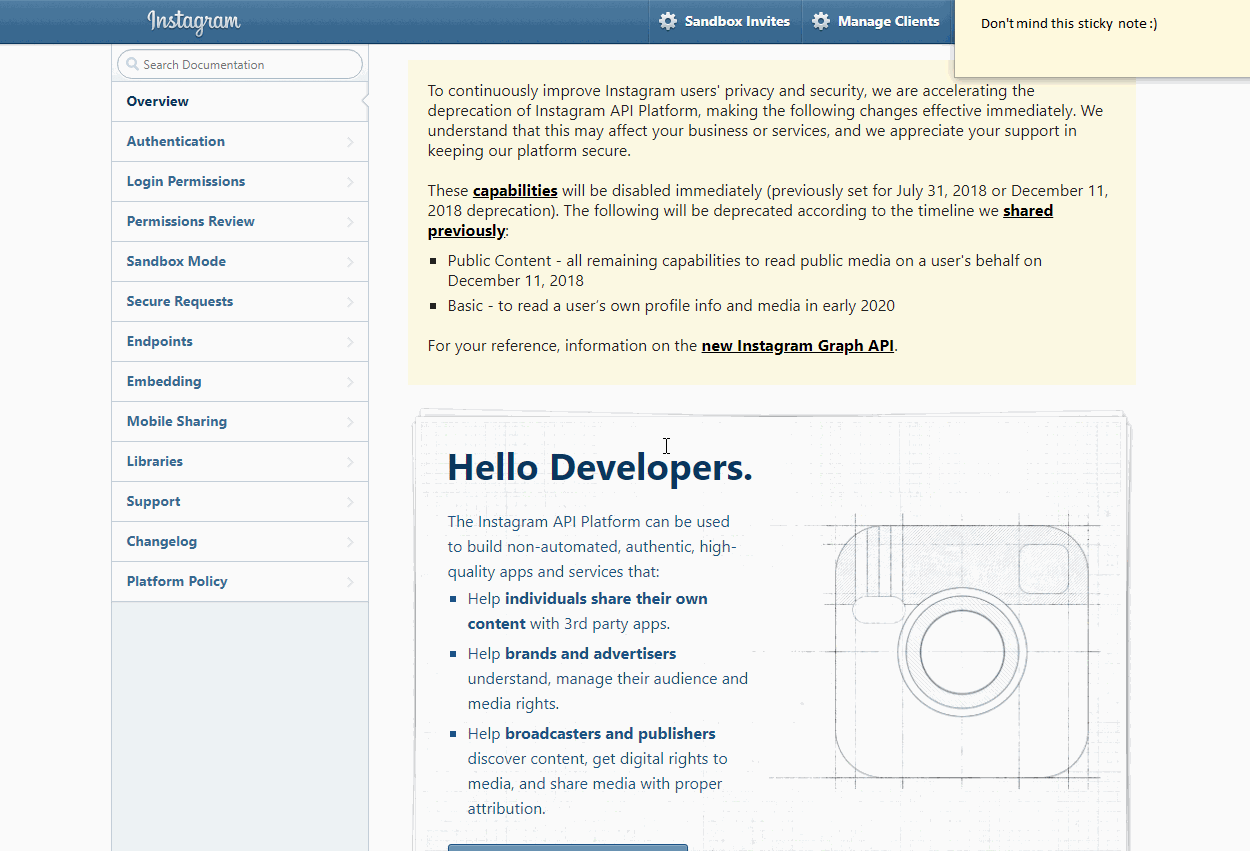 Instagram
Sandbox Invites
Manage Clients
Don't mind this sticky note :)
Search Documentation
Overview
Authentication
Login Permissions
Permissions Review
Sandbox Mode
Secure Requests
Endpoints
Embedding
Mobile Sharing
Libraries
Support
Changelog
Platform Policy
To continuously improve Instagram users' privacy and security, we are accelerating the
deprecation of Instagram API Platform, making the following changes effective immediately. We
understand that this may affect your business or services, and we appreciate your support in
keeping our platform secure.
These capabilities will be disabled immediately (previously set for July 31, 2018 or December 11,
2018 deprecation). The following will be deprecated according to the timeline we shared
previously:
Public Content - all remaining capabilities to read public media on a user's behalf on
December 11, 2018
Basic - to read a user’s own profile info and media in early 2020
For your reference, information on the new Instagram Graph API.
Hello Developers.
The Instagram API Platform can be used
to build non-automated, authentic, high-
quality apps and services that:
Help individuals share their own
content with 3rd party apps.
Help brands and advertisers
understand, manage their audience and
media rights.
Help broadcasters and publishers
discover content, get digital rights to
media, and share media with proper
attribution.